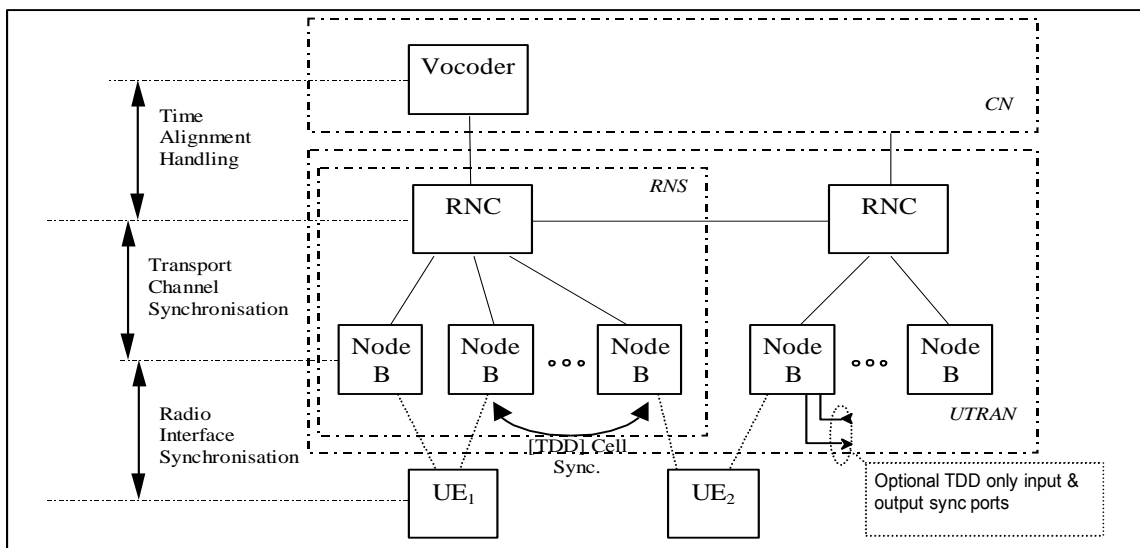 Vocoder
CN
Time
Alignment
Handling
RNS
RNC
RNC
Transport
Channel
Synchronisation
Node
B
Node
B
Node
B
Node
B
Node
B
Radio
Interface
Synchronisation
UTRAN
[TDD] Cell
Sync.
UE1
UE2
Optional TDD only input &
output sync ports